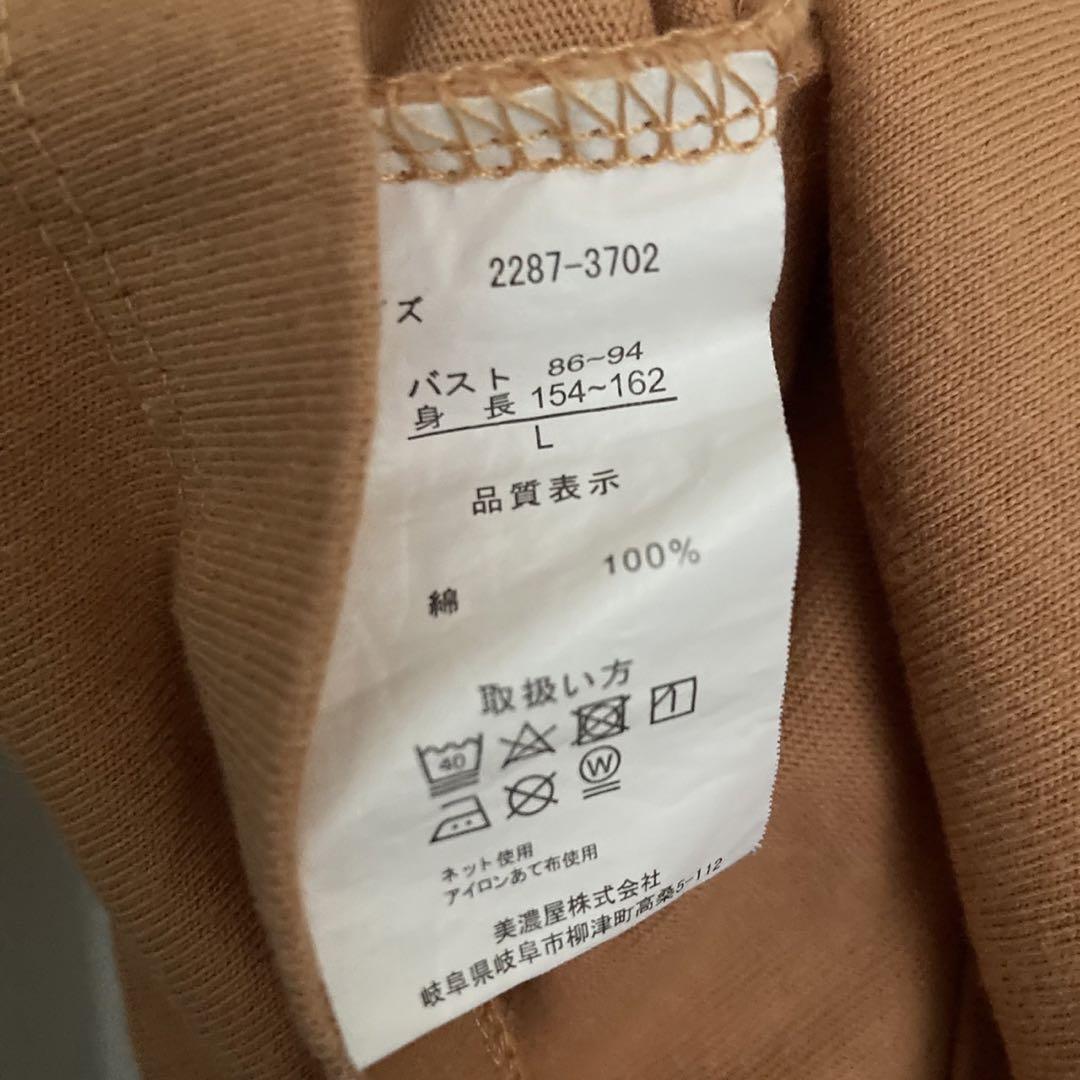 2287-3702
ズ
バスト 86~94
身 長 154~162
L
品質表示
100%
綿
取扱い方
40
W
ネット使用
アイロンあて布使用
美濃屋株式会社
岐阜県岐阜市柳津町高桑5-112